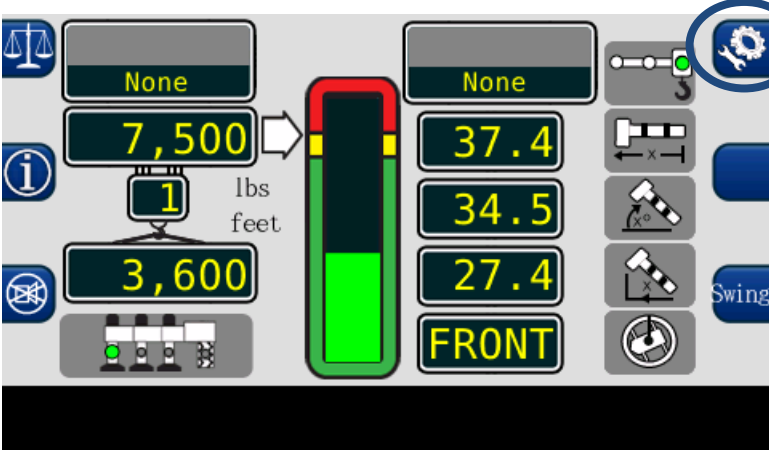 None
None
7,500
37.4
1
lbs
feet
34.5
3,600
27.4
Swing
FRONT
x
x°
x